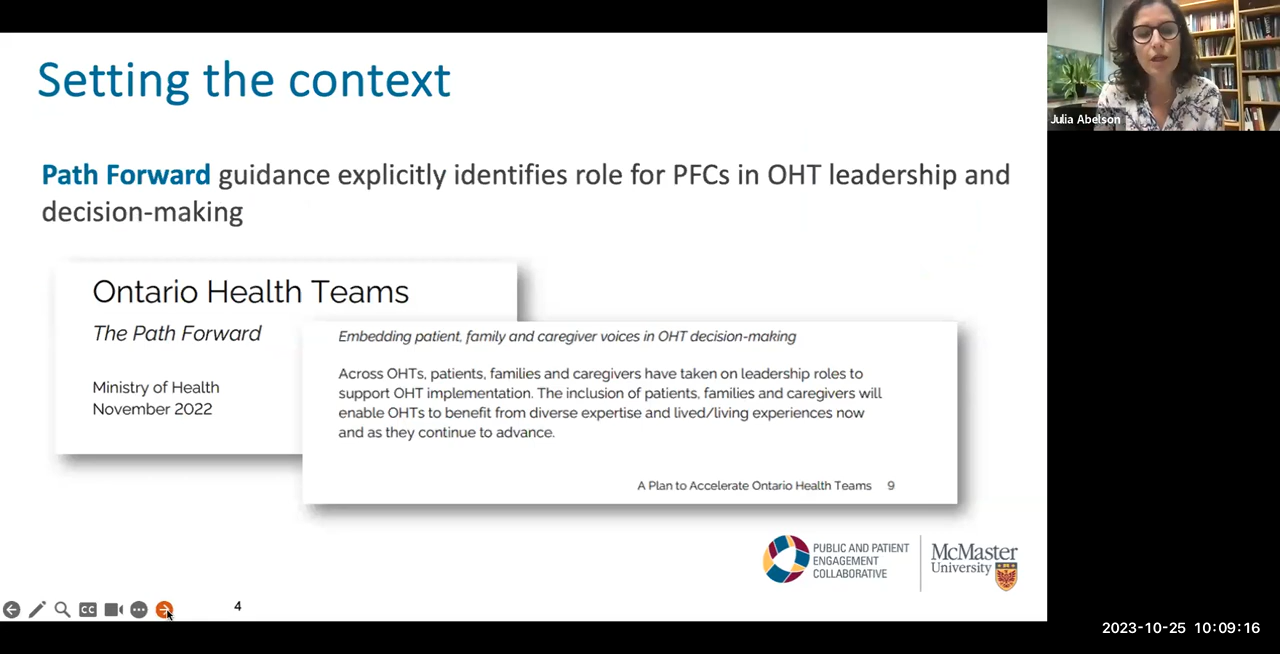 Setting the context
Path Forward guidance explicitly identifies role for PFCs in OHT leadership and
decision-making
Ontario Health Teams
The Path Forward
Ministry of Health
November 2022
Embedding patient, family and caregiver voices in OHT decision-making
Across OHTs, patients, families and caregivers have taken on leadership roles to
support OHT implementation. The inclusion of patients, families and caregivers will
enable OHTs to benefit from diverse expertise and lived/living experiences now
and as they continue to advance.
A Plan to Accelerate Ontario Health Teams 9
PUBLIC AND PATIENT
ENGAGEMENT
COLLABORATIVE
McMaster
University
CC
4
Julia Abelson
2023-10-25 10:09:16